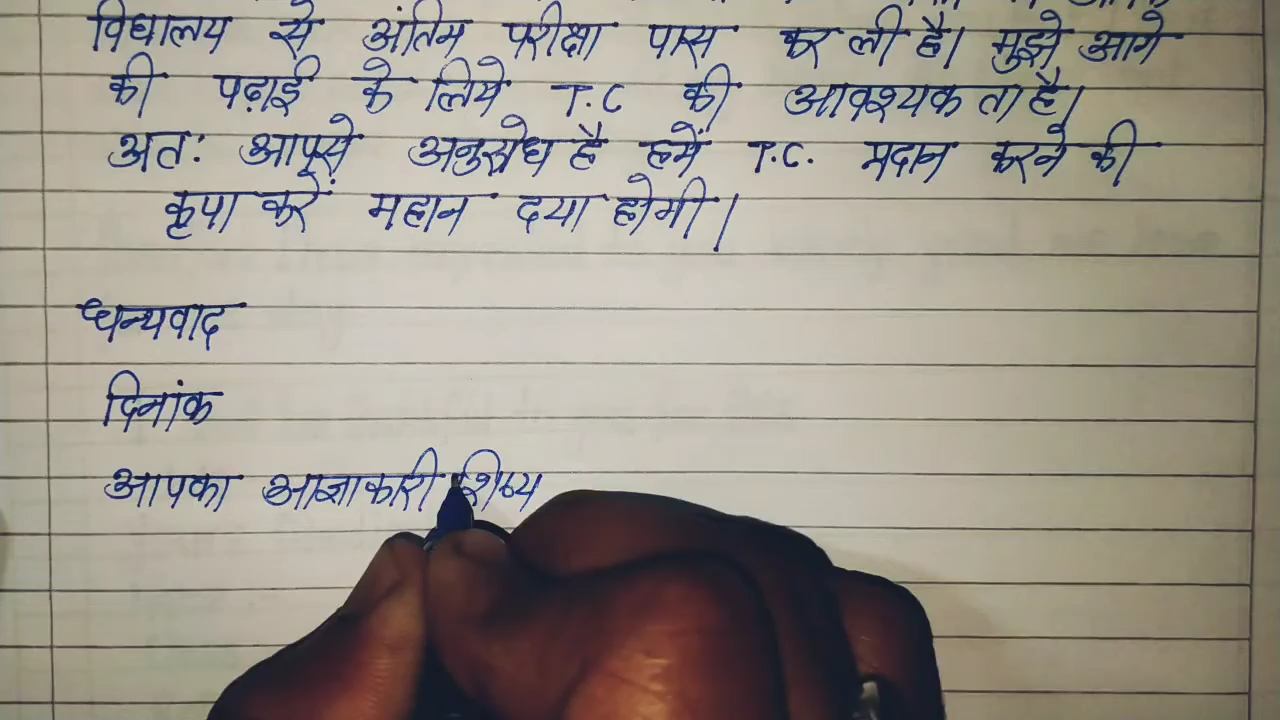 विद्यालय से अंतिम परीक्षा पास कर ली है। मुझे आगे
की पढ़ाई के लिये T.C की आवश्यकता है।
अतः आपसे अनुरोध है हमें T.C. प्रदान करने की
कृपा करें महान दया होगी।
धन्यवाद
दिनांक
आपका आज्ञाकारी शिष्य